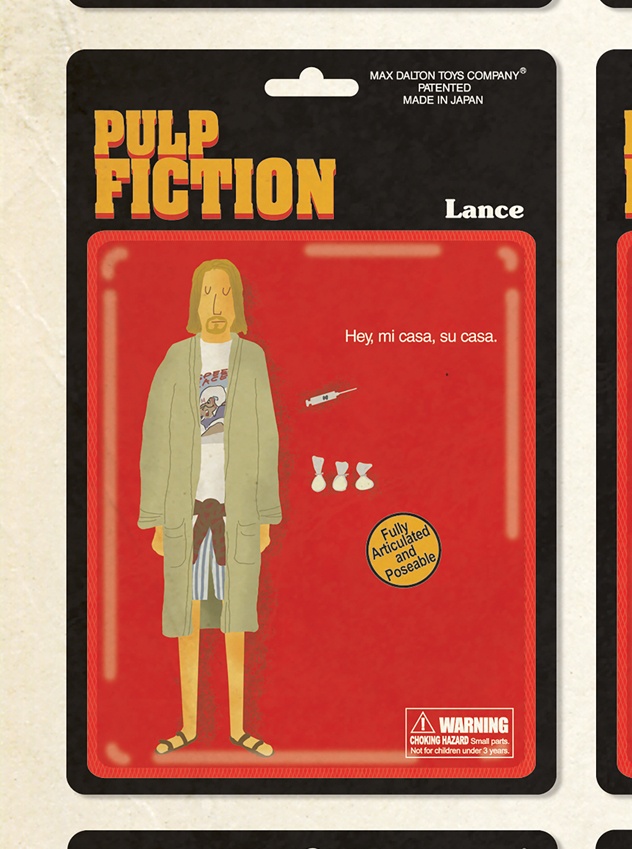 MAX DALTON TOYS COMPANY®
PATENTED
MADE IN JAPAN
PULP
FICTION
Lance
Hey, mi casa, su casa.
Fully
Articulated
and
Poseable
WARNING
CHOKING HAZARD Small parts.
Not for children under 3 years.